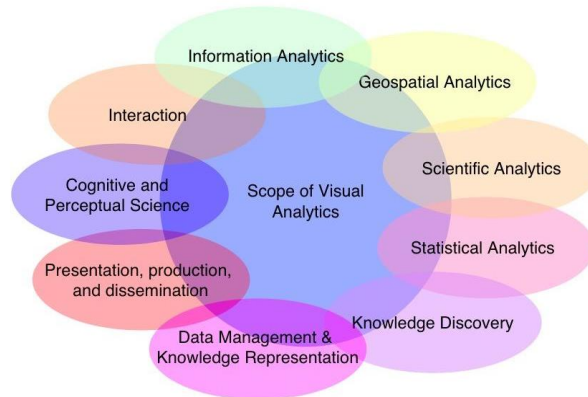 Information Analytics
Geospatial Analytics
Interaction
Scientific Analytics
Cognitive and
Perceptual Science
Scope of Visual
Analytics
Statistical Analytics
Presentation, production,
and dissemination
Knowledge Discovery
Data Management &
Knowledge Representation